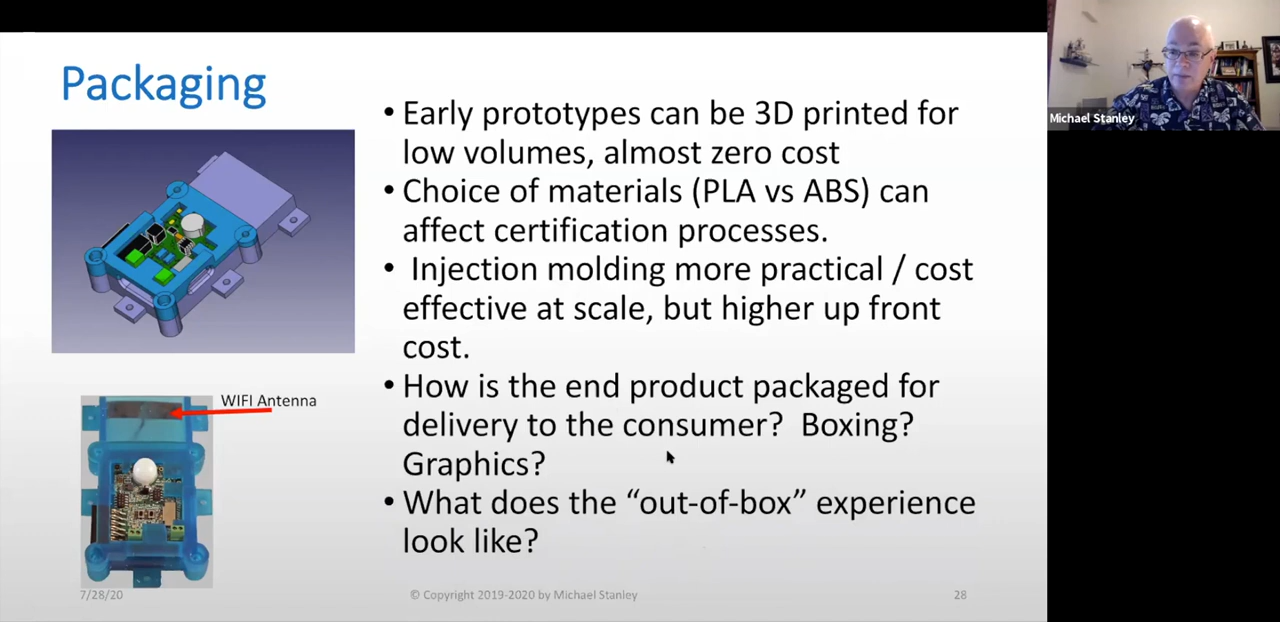 Packaging
• Early prototypes can be 3D printed for
low volumes, almost zero cost
• Choice of materials (PLA vs ABS) can
affect certification processes.
• Injection molding more practical / cost
effective at scale, but higher up front
cost.
• How is the end product packaged for
delivery to the consumer? Boxing?
Graphics?
• What does the “out-of-box” experience
look like?
WIFI Antenna
7/28/20
© Copyright 2019-2020 by Michael Stanley
28
Michael Stanley